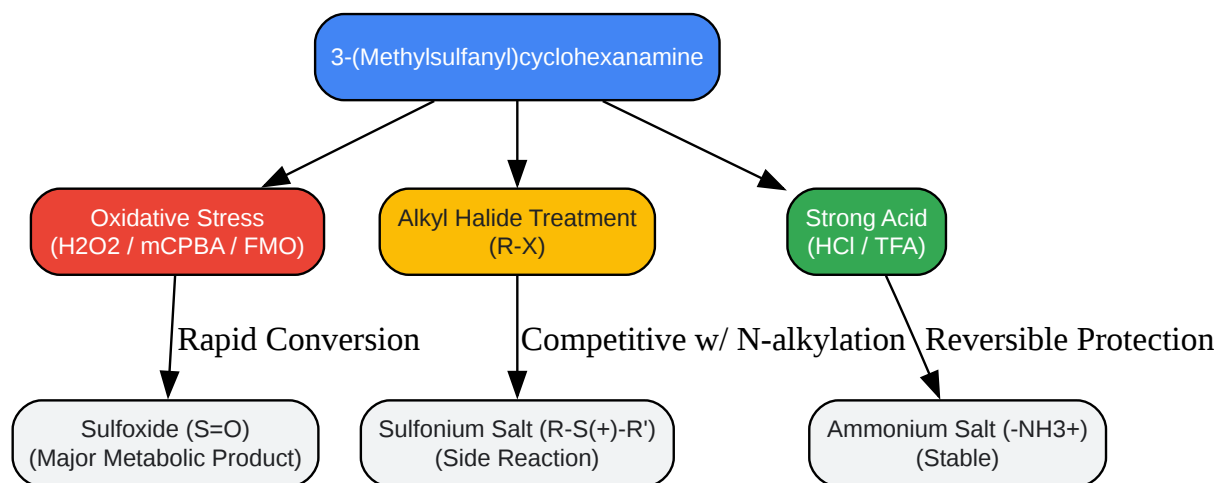 3-(Methylsulfanyl)cyclohexanamine
Oxidative Stress
(H2O2 / mCPBA / FMO)
Alkyl Halide Treatment
(R-X)
Strong Acid
(HCl / TFA)
Rapid Conversion
Competitive w/ N-alkylation
Reversible Protection
Sulfoxide (S=O)
(Major Metabolic Product)
Sulfonium Salt (R-S(+)-R')
(Side Reaction)
Ammonium Salt (-NH3+)
(Stable)